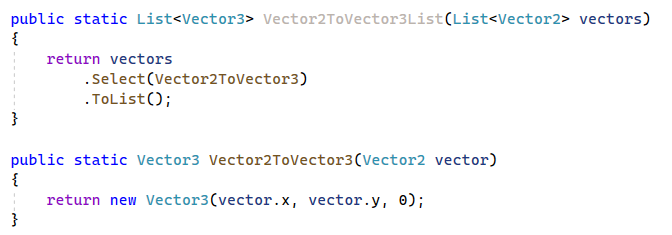 public static List<Vector3> Vector2ToVector3List(List<Vector2> vectors)
{
    return vectors
        .Select(Vector2ToVector3)
        .ToList();
}

public static Vector3 Vector2ToVector3(Vector2 vector)
{
    return new Vector3(vector.x, vector.y, 0);
}